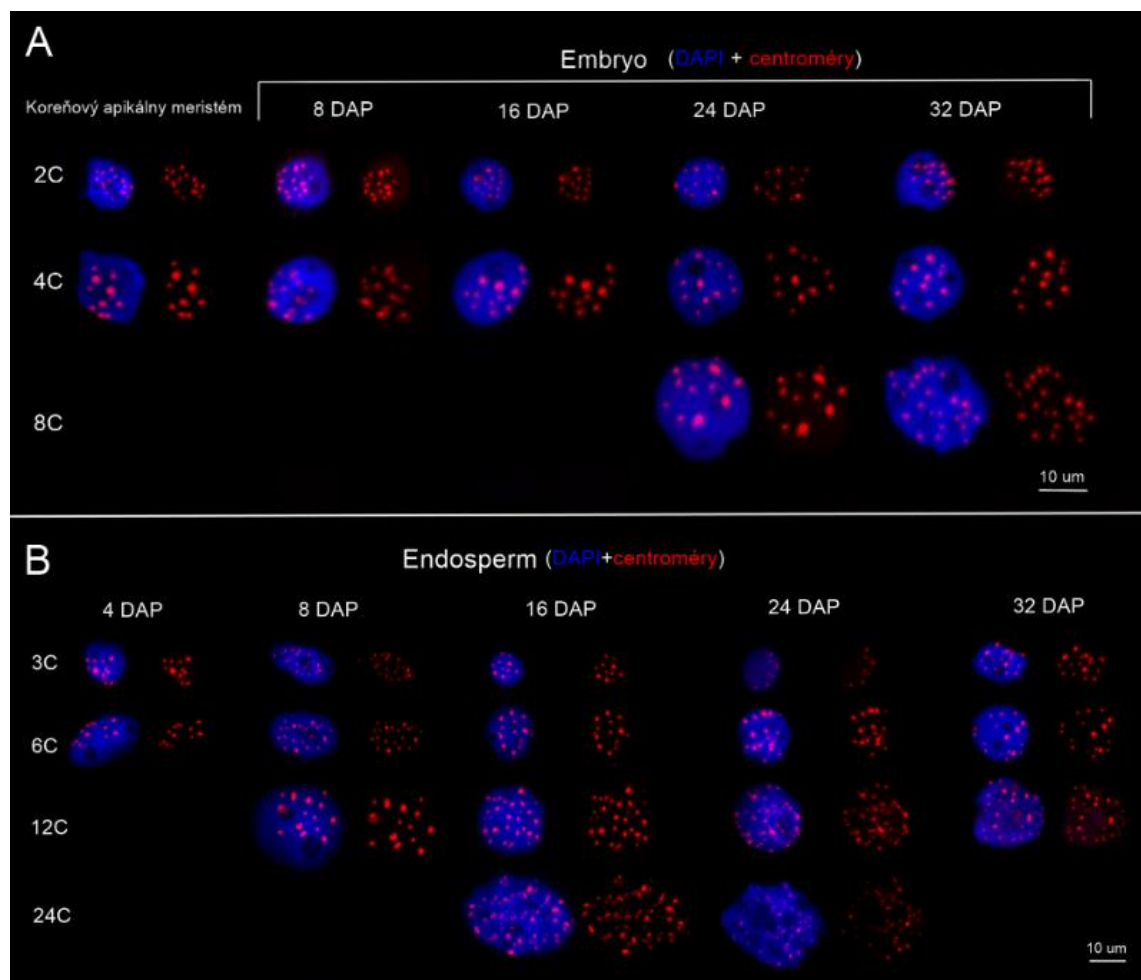 A
Embryo (DAPI + centroméry)
Koreňový apikálny meristém
8 DAP 16 DAP 24 DAP 32 DAP
2C
4C
8C
10 um
B
Endosperm (DAPI+centroméry)
4 DAP 8 DAP 16 DAP 24 DAP 32 DAP
3C
6C
12C
24C
10 um